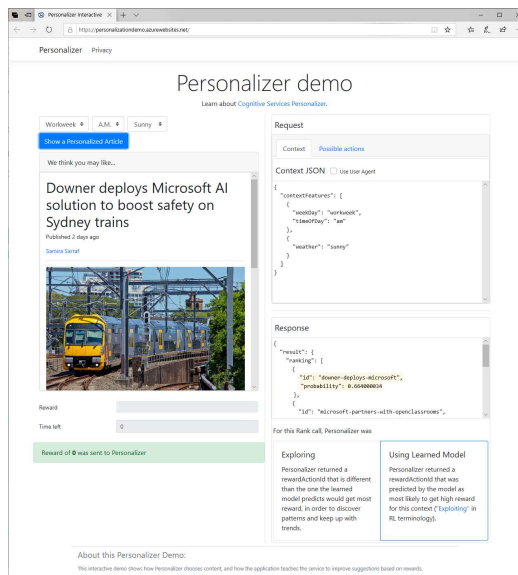 Personalizer Interactive
https://personalizationdemo.azurewebsites.net/
Personalizer Privacy
Personalizer demo
Learn about Cognitive Services Personalizer.
Workweek A.M. Sunny
Show a Personalized Article
We think you may like...
Downer deploys Microsoft AI
solution to boost safety on
Sydney trains
Published 2 days ago
Samira Sarraf
Reward
Time left 0
Reward of 0 was sent to Personalizer
Request
Context Possible actions
Context JSON Use User Agent
{
"contextFeatures": [
{
"weekDay": "workweek",
"timeOfDay": "am"
},
{
"weather": "sunny"
}
]
}
Response
{
"result": {
"ranking": [
{
"id": "downer-deploys-microsoft",
"probability": 0.664000034
},
{
"id": "microsoft-partners-with-openclassrooms",
For this Rank call, Personalizer was
Exploring
Personalizer returned a
rewardActionId that is different
than the one the learned
model predicts would get most
reward, in order to discover
patterns and keep up with
trends.
Using Learned Model
Personalizer returned a
rewardActionId that was
predicted by the model as
most likely to get high reward
for this context ("Exploiting" in
RL terminology).
About this Personalizer Demo:
This interactive demo shows how Personalizer chooses content, and how the application teaches the service to improve suggestions based on rewards.